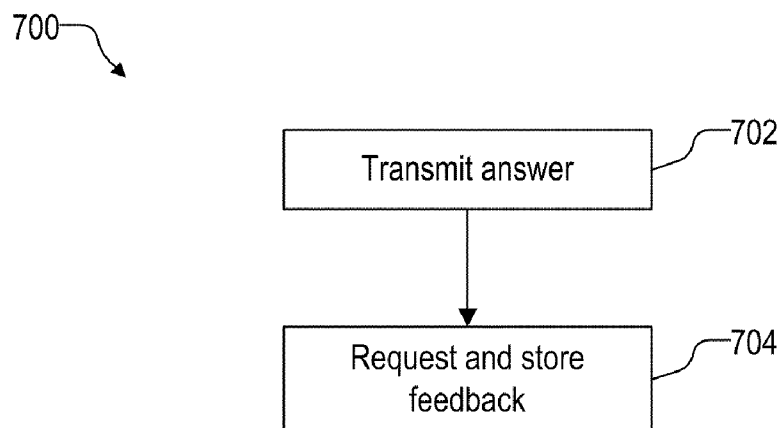 700
702
Transmit answer
704
Request and store
feedback